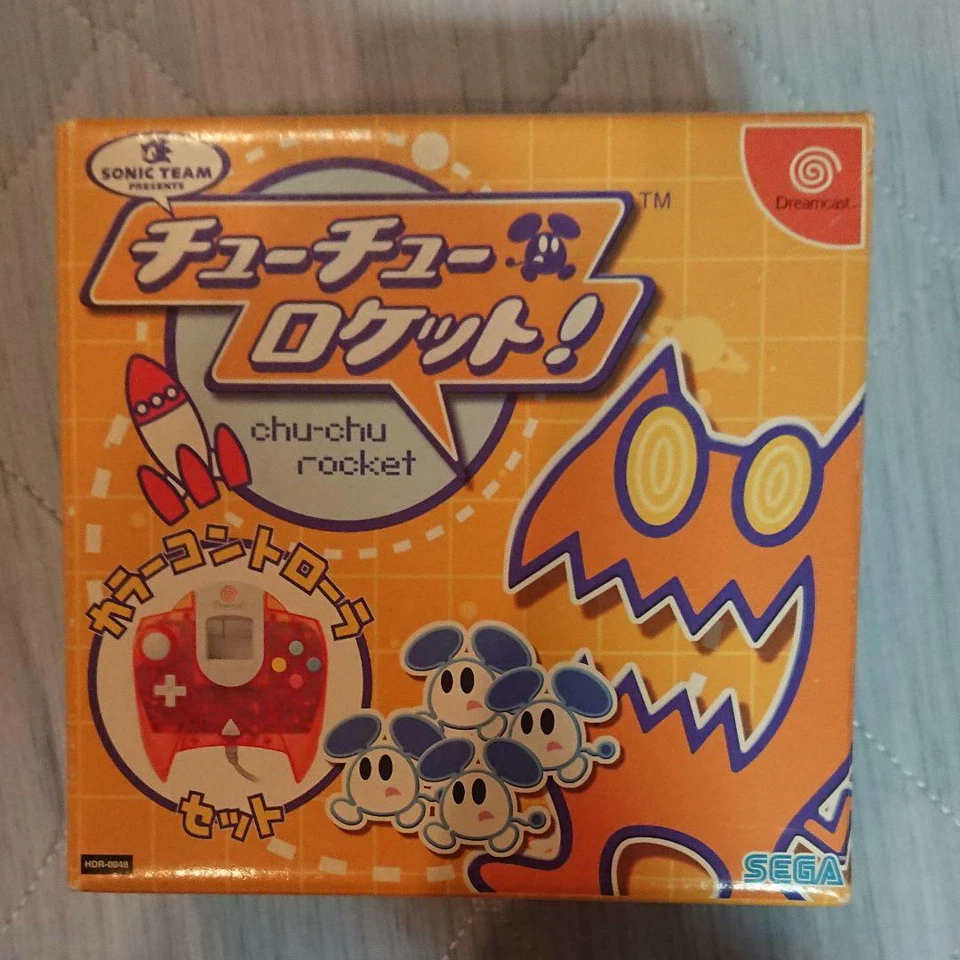 SONIC TEAM
PRESENTS
チューチュー
ロケット!
TM
Dreamcast
chu-chu
rocket
カラーコントローラ
Dreamcast
セット
HDR-0048
SEGA